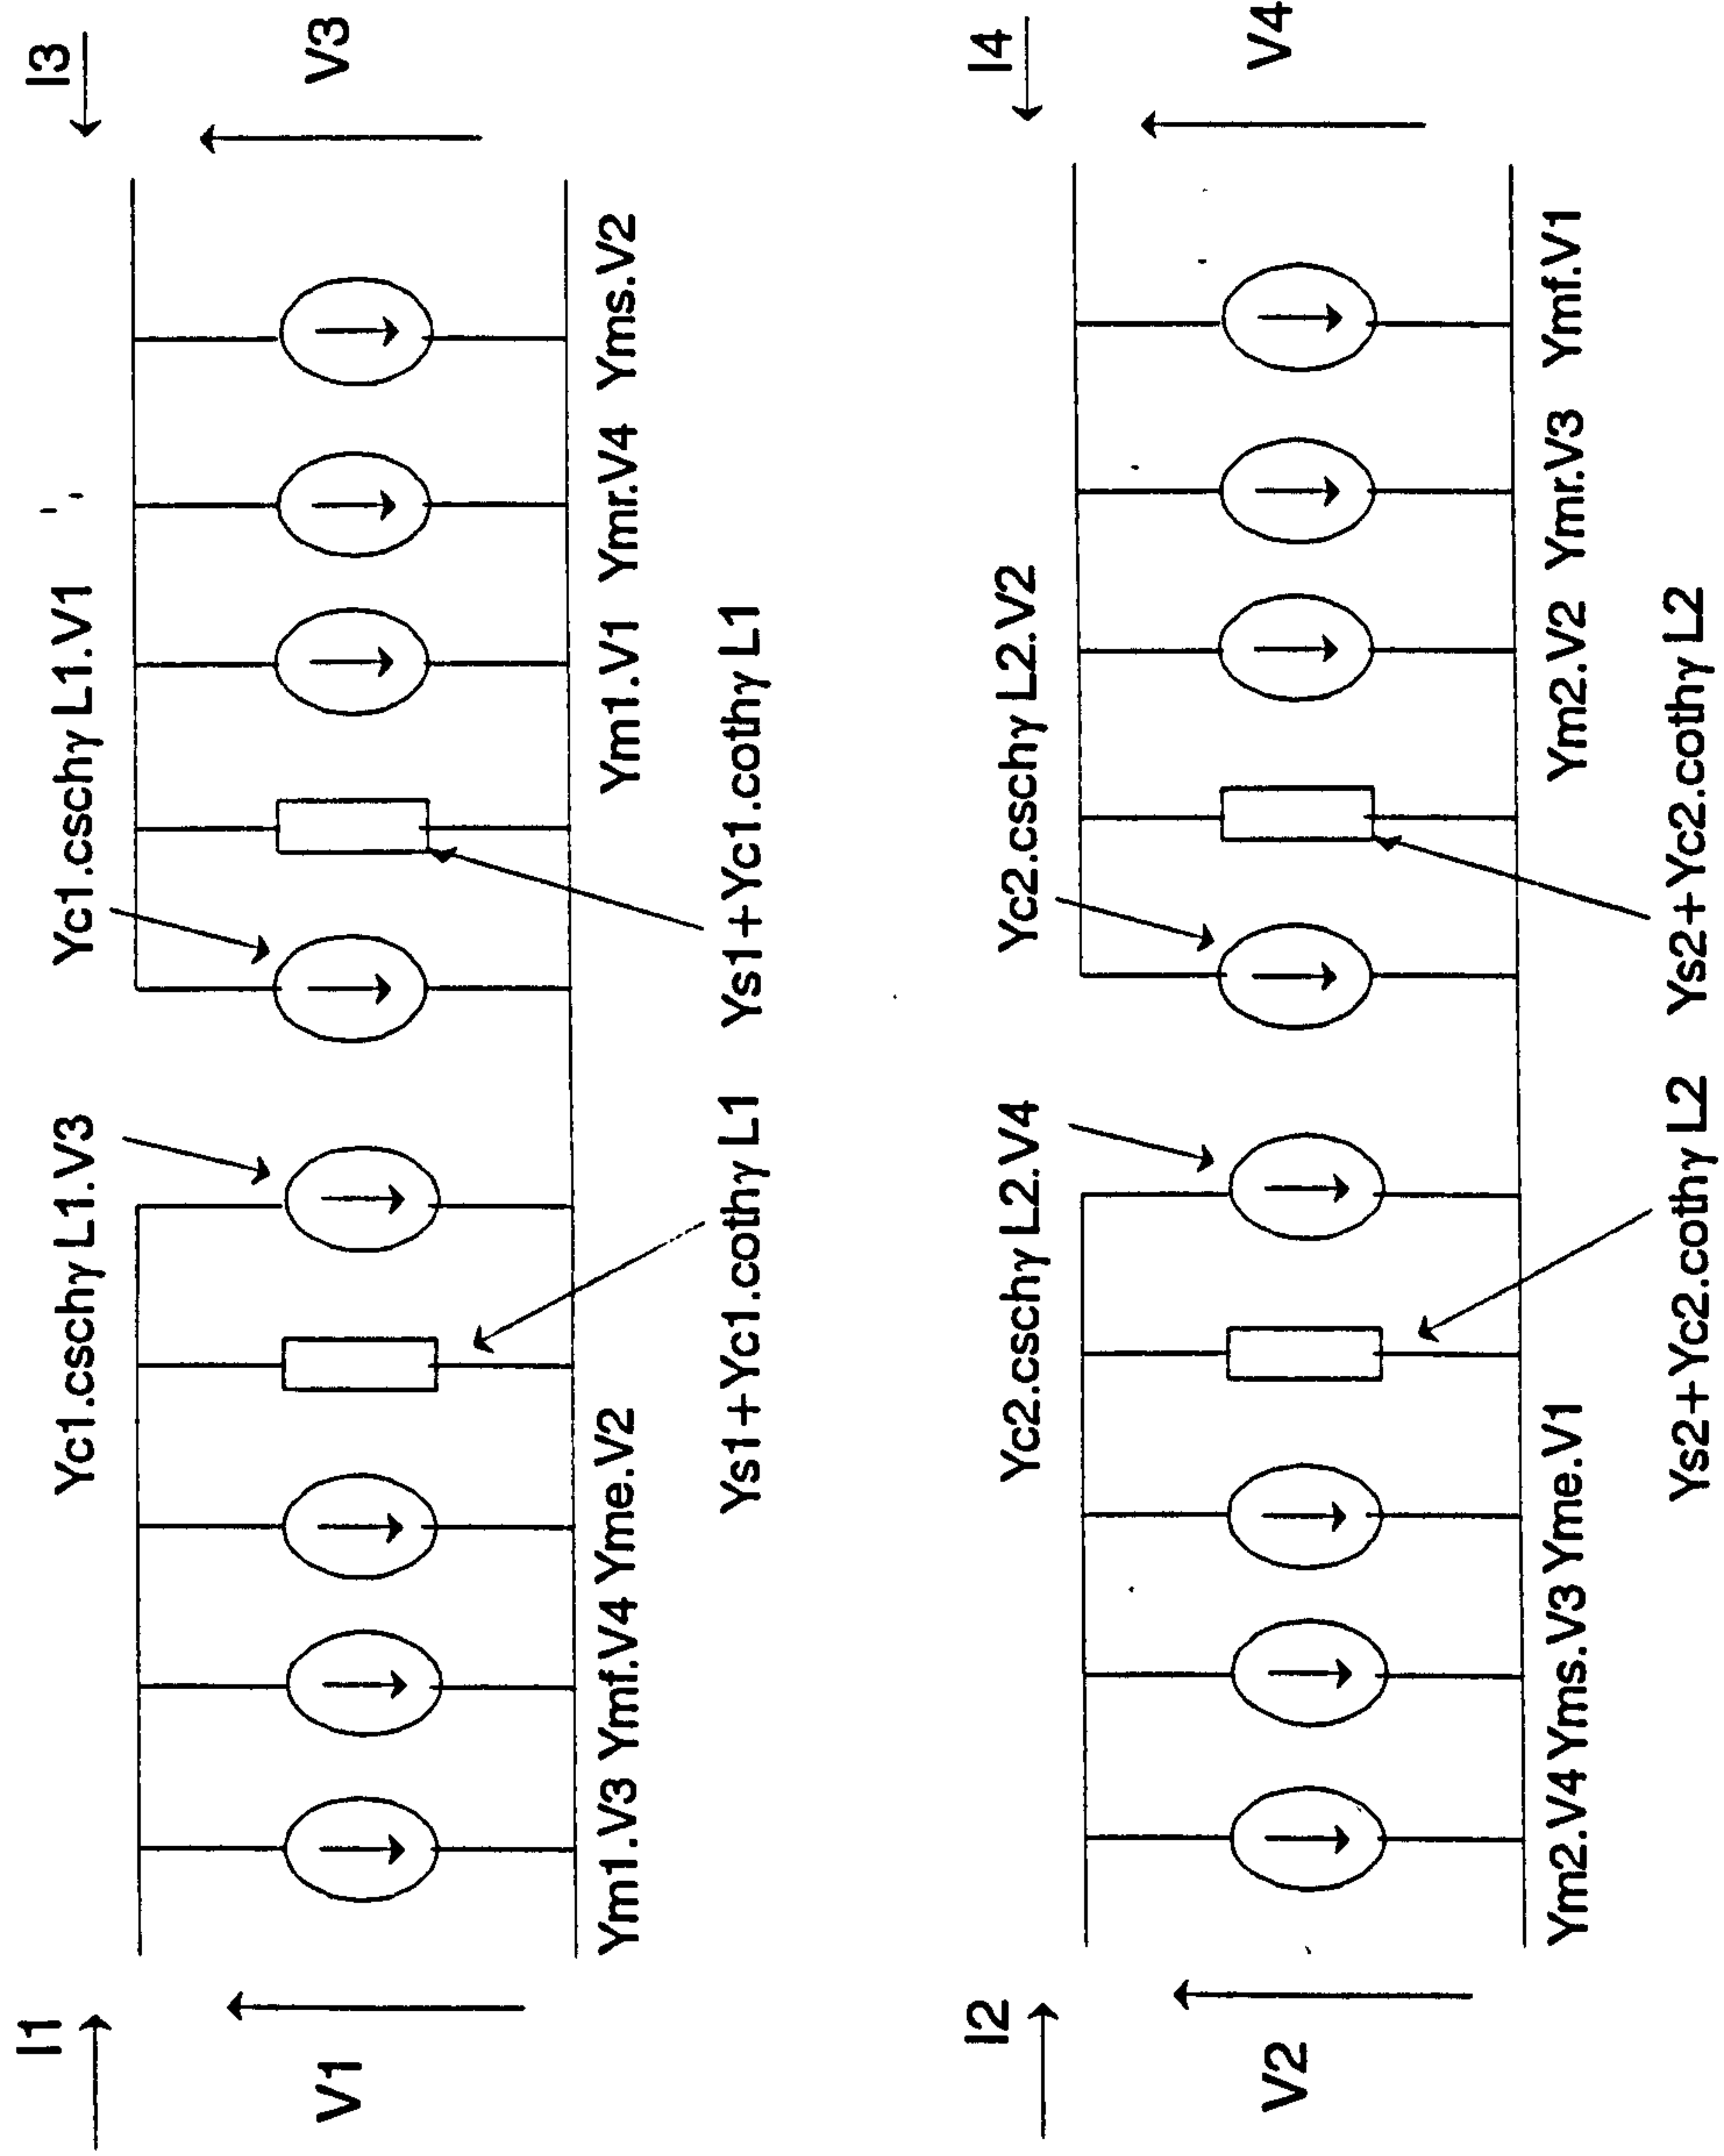 I1
I3
Yc1.cschγ L1.V3
Yc1.cschγ L1.V1
V1
V3
Ym1.V3 Ymf.V4 Yme.V2
Ym1.V1 Ymr.V4 Yms.V2
Ys1+Yc1.cothγ L1
Ys1+Yc1.cothγ L1
I2
I4
Yc2.cschγ L2.V4
Yc2.cschγ L2.V2
V2
V4
Ym2.V4 Yms.V3 Yme.V1
Ym2.V2 Ymr.V3 Ymf.V1
Ys2+Yc2.cothγ L2
Ys2+Yc2.cothγ L2